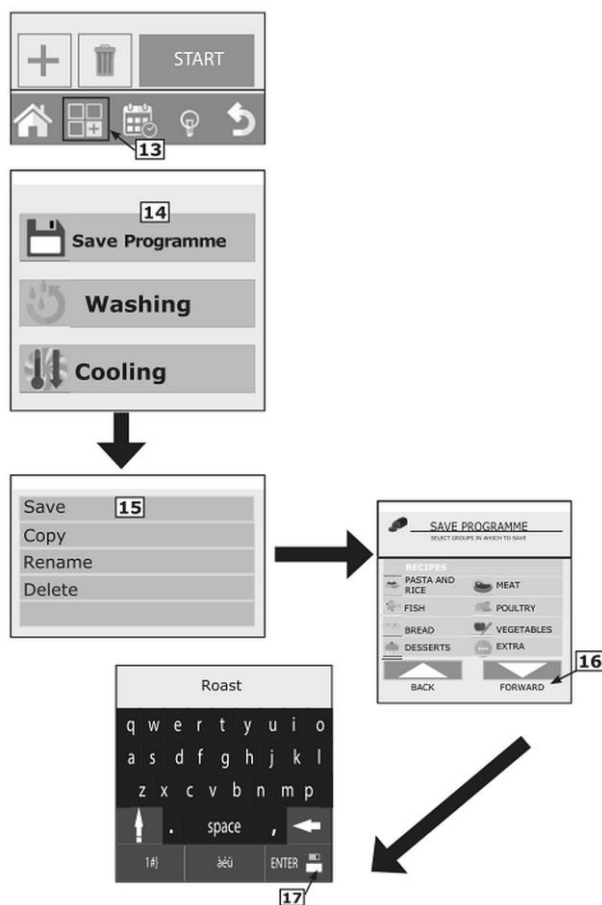 START
13
14
Save Programme
Washing
Cooling
Save 15
Copy
Rename
Delete
SAVE PROGRAMME
SELECT GROUPS IN WHICH TO SAVE
RECIPES
PASTA AND
RICE
MEAT
FISH
POULTRY
BREAD
VEGETABLES
DESSERTS
EXTRA
BACK
FORWARD
16
Roast
q w e r t y u i o
a s d f g h j k l
z x c v b n m p
. space ,
1#} àéü ENTER
17